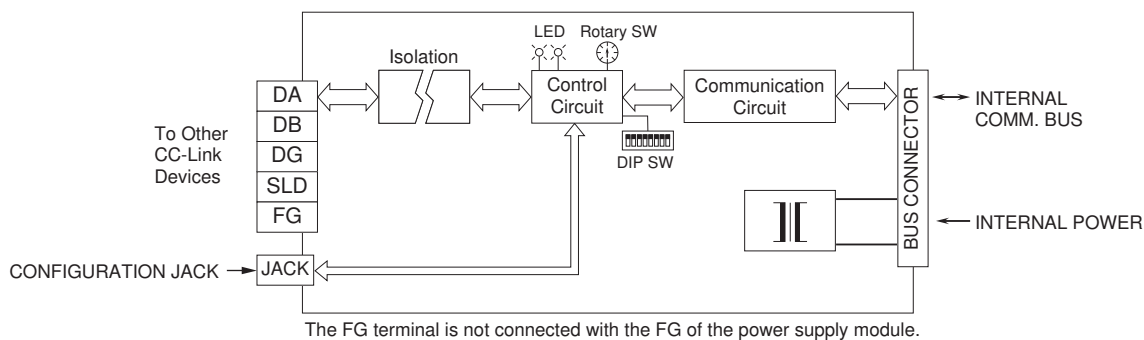 LED
Rotary SW
Isolation
DA
DB
DG
SLD
FG
To Other
CC-Link
Devices
Control
Circuit
Communication
Circuit
DIP SW
BUS CONNECTOR
INTERNAL
COMM. BUS
INTERNAL POWER
CONFIGURATION JACK
JACK
The FG terminal is not connected with the FG of the power supply module.